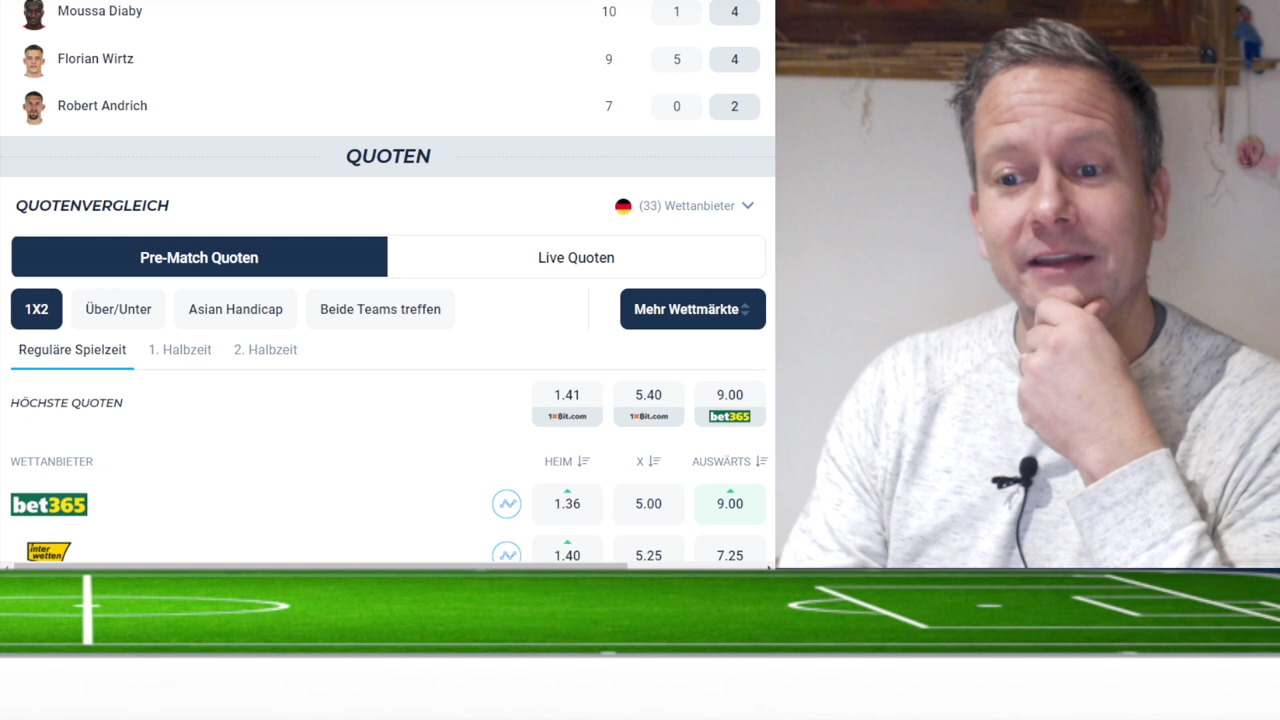 Moussa Diaby 10 1 4
Florian Wirtz 9 5 4
Robert Andrich 7 0 2
QUOTEN
QUOTENVERGLEICH (33) Wettanbieter
Pre-Match Quoten Live Quoten
1X2 Über/Unter Asian Handicap Beide Teams treffen Mehr Wettmärkte
Reguläre Spielzeit 1. Halbzeit 2. Halbzeit
HÖCHSTE QUOTEN 1.41 5.40 9.00
1XBit.com 1XBit.com bet365
WETTANBIETER HEIM X AUSWÄRTS
bet365 1.36 5.00 9.00
inter wetten 1.40 5.25 7.25